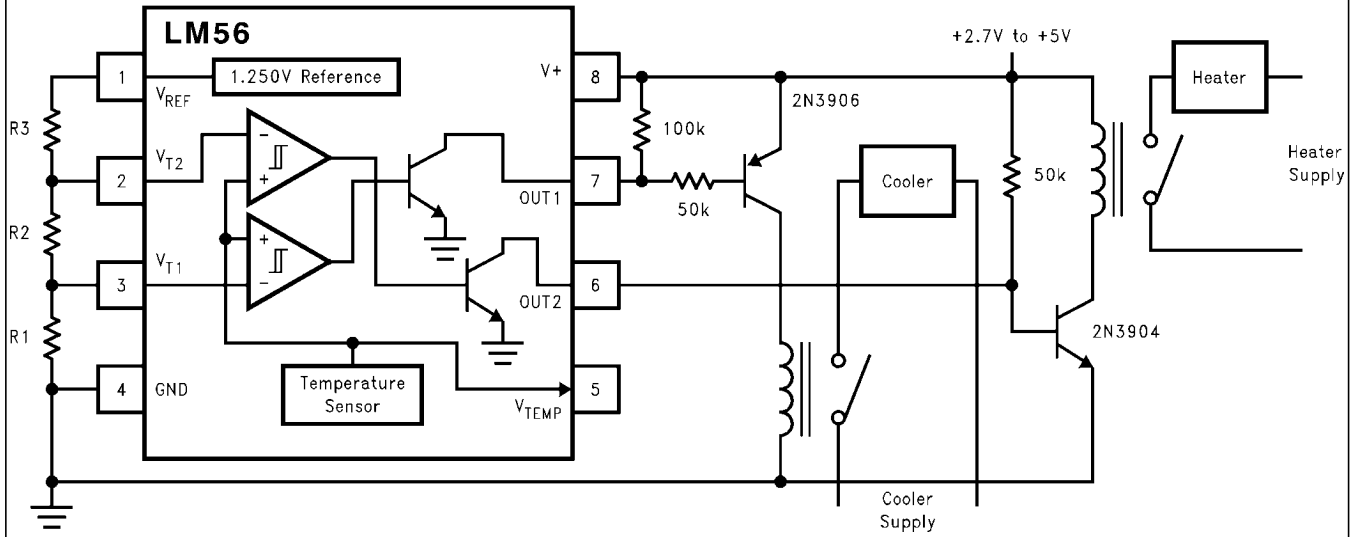 LM56
+2.7V to +5V
1
1.250V Reference
V+
8
Heater
VREF
2N3906
R3
100k
VT2
2
7
OUT1
50k
Cooler
50k
Heater
Supply
R2
VT1
3
6
OUT2
R1
2N3904
4
GND
Temperature
Sensor
5
VTEMP
Cooler
Supply